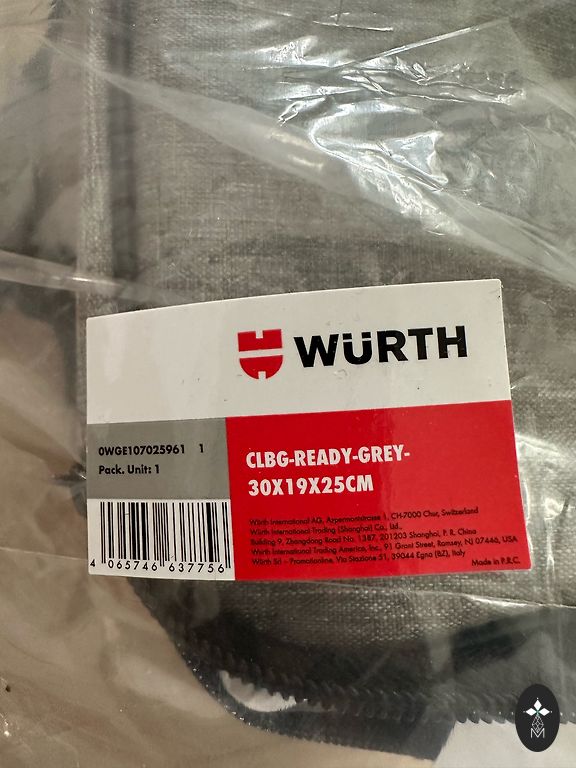 WÜRTH
0WGE107025961 1
Pack. Unit: 1
CLBG-READY-GREY-
30X19X25CM
Würth International AG, Aspermontstrasse 1, CH-7000 Chur, Switzerland
Würth International Trading (Shanghai) Co., Ltd.,
Building 9, Zhangdong Road No. 1387, 201203 Shanghai, P. R. China
Würth International Trading America, Inc., 91 Grant Street, Ramsey, NJ 07446, USA
Würth Srl – Promotionline, Via Stazione 51, 39044 Egna (BZ), Italy
Made in P.R.C.
4 065746 637756
M